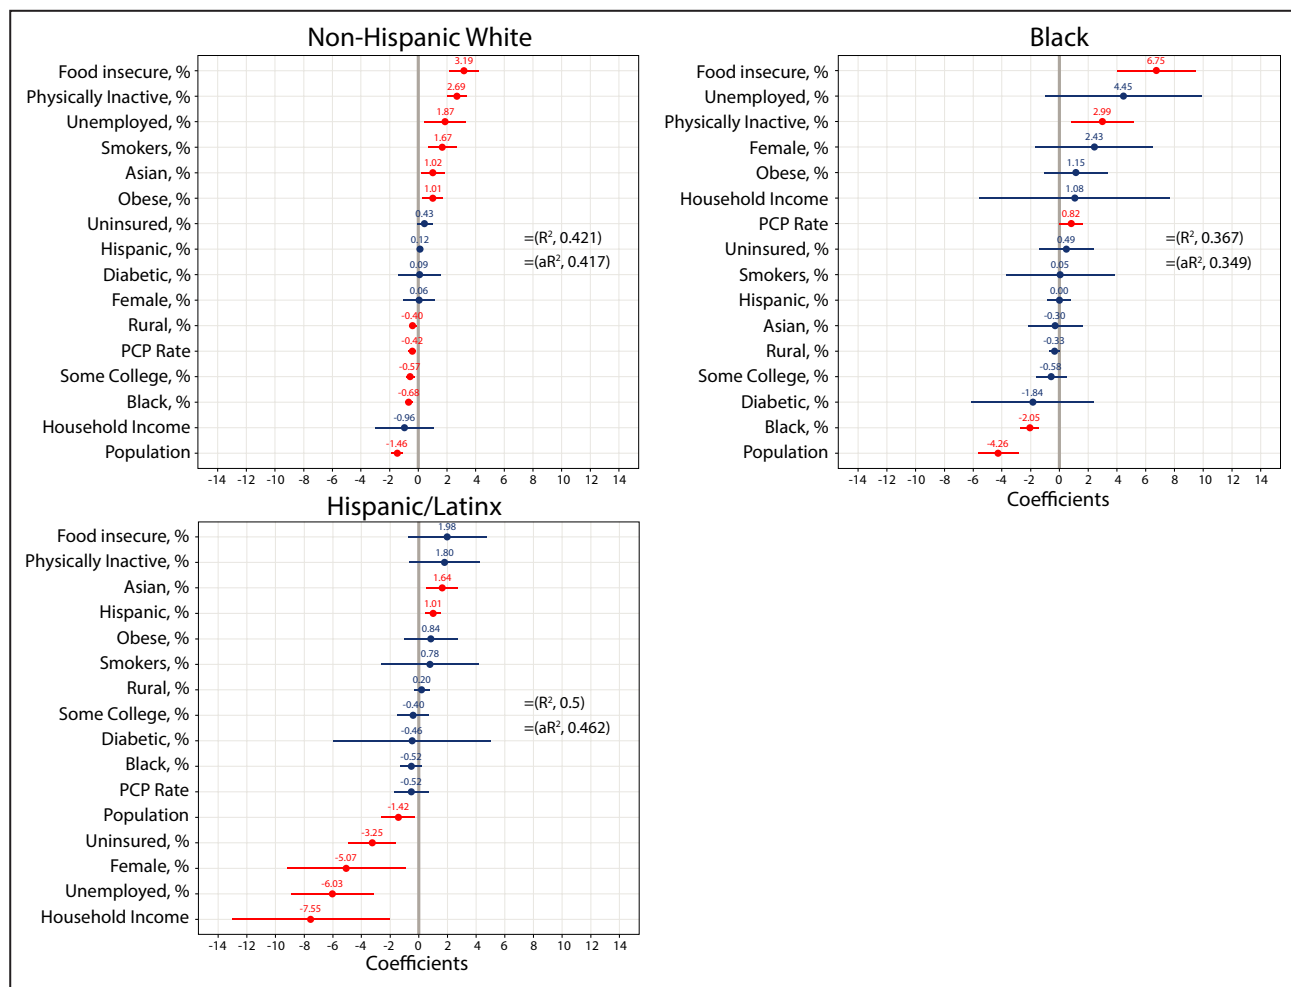 Non-Hispanic White
Food insecure, % 3.19
Physically Inactive, % 2.69
Unemployed, % 1.87
Smokers, % 1.67
Asian, % 1.02
Obese, % 1.01
Uninsured, % 0.43
Hispanic, % 0.12
=(R², 0.421)
Diabetic, % 0.09
=(aR², 0.417)
Female, % 0.06
Rural, % -0.40
PCP Rate -0.42
Some College, % -0.57
Black, % -0.68
Household Income -0.96
Population -1.46
-14 -12 -10 -8 -6 -4 -2 0 2 4 6 8 10 12 14
Black
Food insecure, % 6.75
Unemployed, % 4.45
Physically Inactive, % 2.99
Female, % 2.43
Obese, % 1.15
Household Income 1.08
PCP Rate 0.82
Uninsured, % 0.49
=(R², 0.367)
Smokers, % 0.05
=(aR², 0.349)
Hispanic, % 0.00
Asian, % -0.30
Rural, % -0.33
Some College, % -0.58
Diabetic, % -1.84
Black, % -2.05
Population -4.26
-14 -12 -10 -8 -6 -4 -2 0 2 4 6 8 10 12 14
Coefficients
Hispanic/Latinx
Food insecure, % 1.98
Physically Inactive, % 1.80
Asian, % 1.64
Hispanic, % 1.01
Obese, % 0.84
Smokers, % 0.78
Rural, % 0.20
=(R², 0.5)
Some College, % -0.40
=(aR², 0.462)
Diabetic, % -0.46
Black, % -0.52
PCP Rate -0.52
Population -1.42
Uninsured, % -3.25
Female, % -5.07
Unemployed, % -6.03
Household Income -7.55
-14 -12 -10 -8 -6 -4 -2 0 2 4 6 8 10 12 14
Coefficients